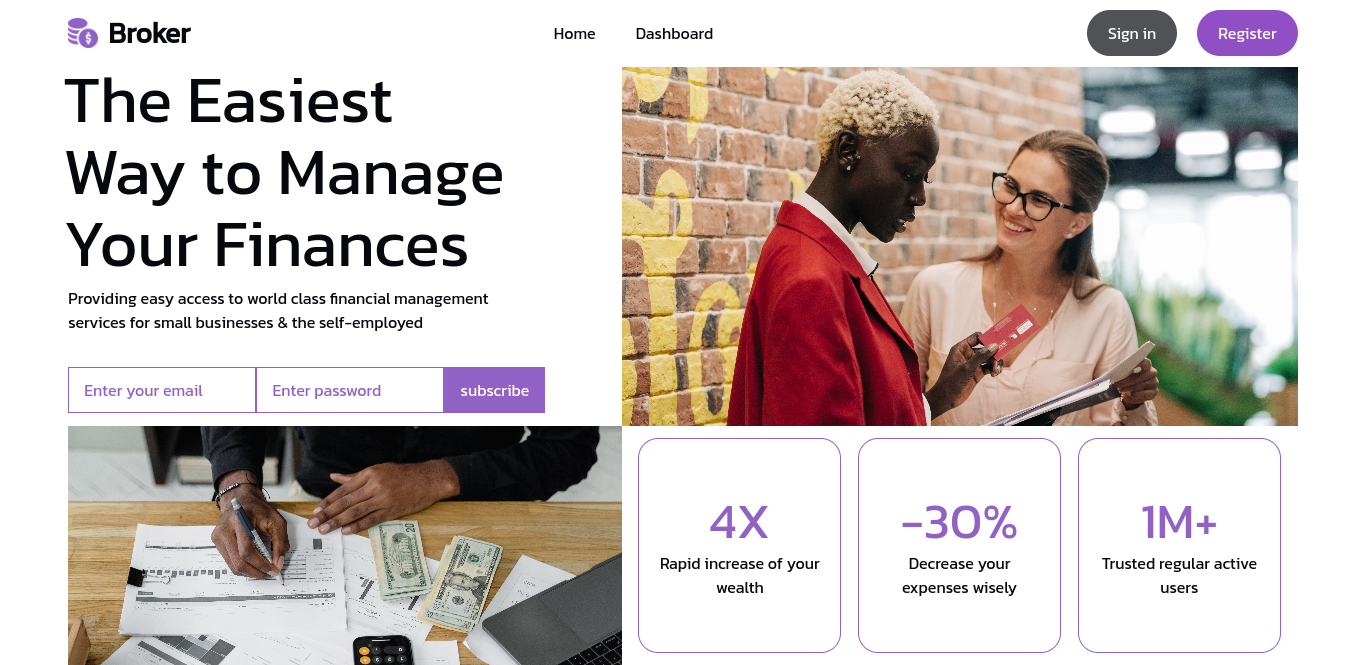 Broker
Home
Dashboard
Sign in
Register
The Easiest
Way to Manage
Your Finances
Providing easy access to world class financial management
services for small businesses & the self-employed
Enter your email
Enter password
subscribe
4X
Rapid increase of your
wealth
-30%
Decrease your
expenses wisely
1M+
Trusted regular active
users